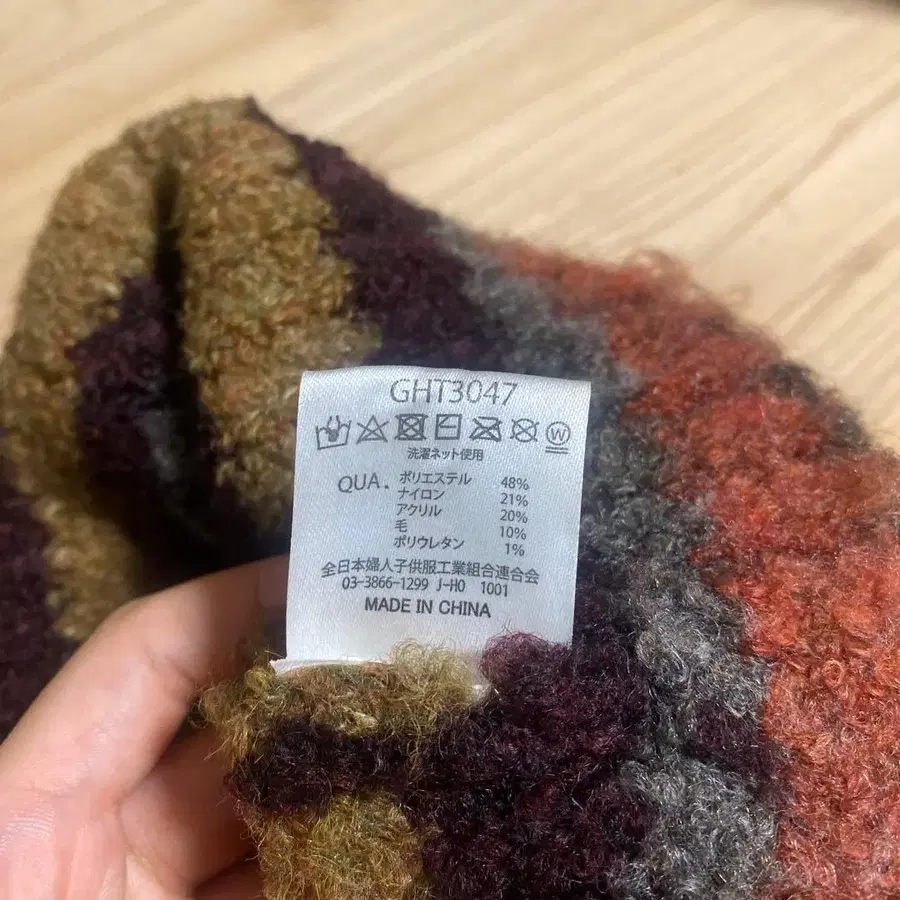 GHT3047
W
洗濯ネット使用
QUA. ポリエステル 48%
ナイロン 21%
アクリル 20%
毛 10%
ポリウレタン 1%
全日本婦人子供服工業組合連合会
03-3866-1299 J-HO 1001
MADE IN CHINA